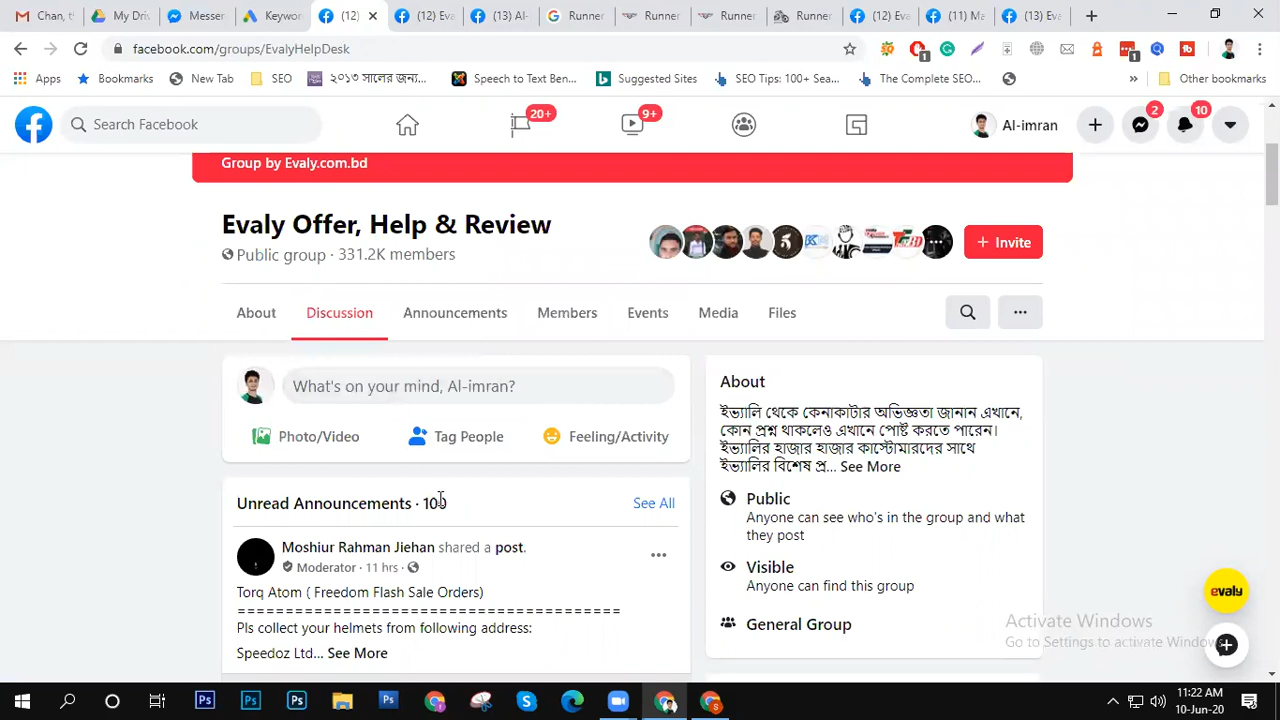 Chan, t
My Driv
Messer
Keyword
(12)
(12) Eva
(13) Al-
Runner
Runner
Runner
Runner
(12) Eva
(11) Ma
(13) Eva
facebook.com/groups/EvalyHelpDesk
Apps
Bookmarks
New Tab
SEO
২০১৩ সালের জন্য...
Speech to Text Ben...
Suggested Sites
SEO Tips: 100+ Sea...
The Complete SEO...
Other bookmarks
Search Facebook
20+
9+
Al-imran
2
10
Group by Evaly.com.bd
Evaly Offer, Help & Review
Public group · 331.2K members
Invite
About
Discussion
Announcements
Members
Events
Media
Files
What's on your mind, Al-imran?
Photo/Video
Tag People
Feeling/Activity
Unread Announcements ·
See All
Moshiur Rahman Jiehan shared a post.
Moderator · 11 hrs ·
Torq Atom ( Freedom Flash Sale Orders)
=====================================
Pls collect your helmets from following address:
Speedoz Ltd... See More
About
ইভ্যালি থেকে কেনাকাটার অভিজ্ঞতা জানান এখানে,
কোন প্রশ্ন থাকলেও এখানে পোষ্ট করতে পারেন।
ইভ্যালির হাজার হাজার কাস্টোমারদের সাথে
ইভ্যালির বিশেষ প্র... See More
Public
Anyone can see who's in the group and what
they post
Visible
Anyone can find this group
General Group
evaly
Activate Windows
Go to Settings to activate Windows
11:22 AM
10-Jun-20